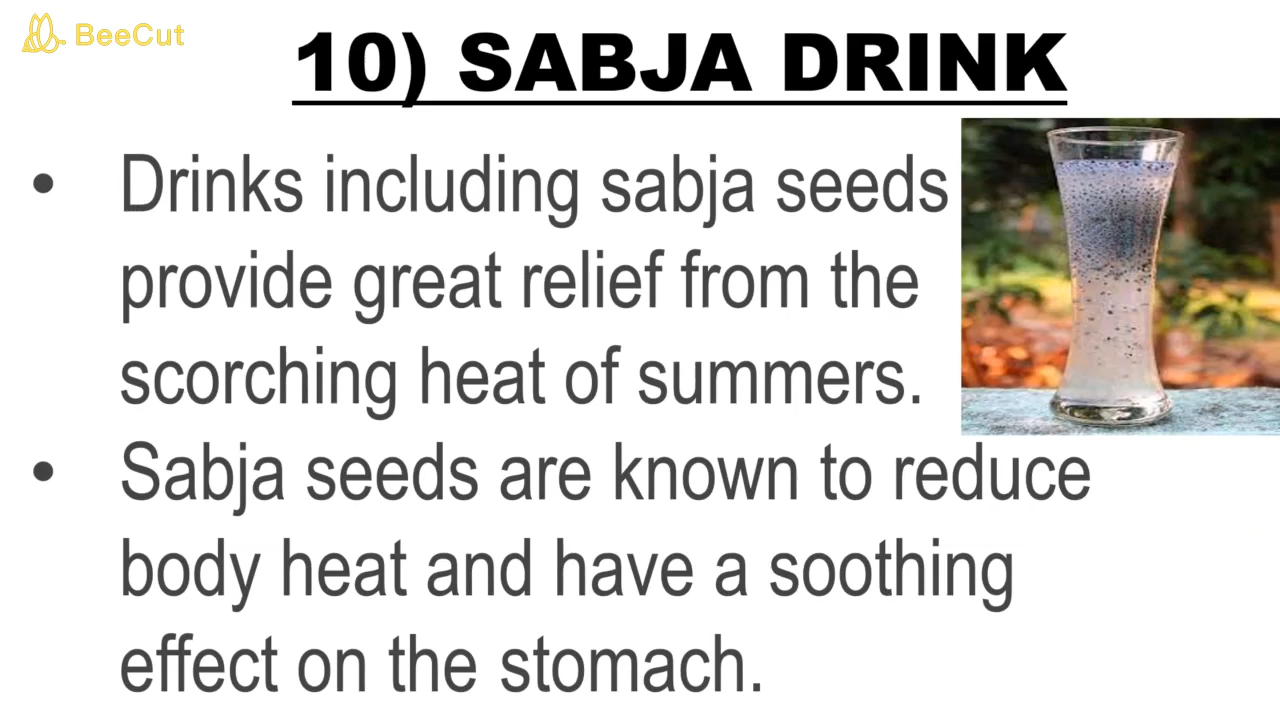 BeeCut
10) SABJA DRINK
• Drinks including sabja seeds
provide great relief from the
scorching heat of summers.
• Sabja seeds are known to reduce
body heat and have a soothing
effect on the stomach.